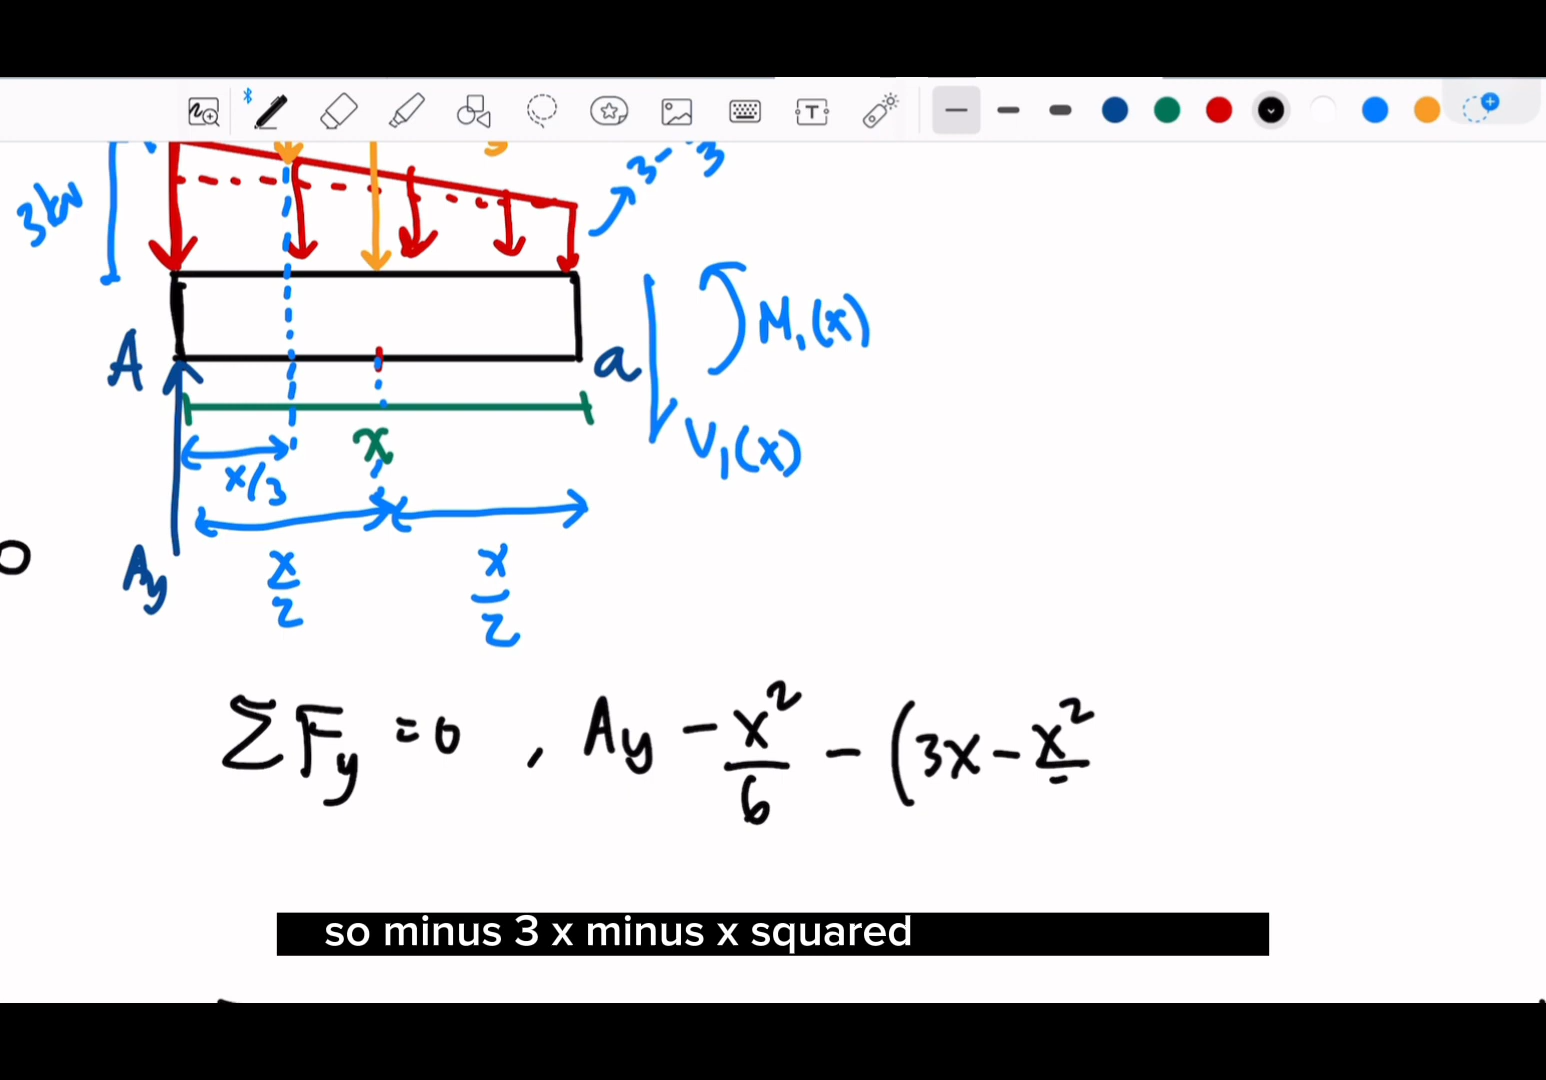 3kN
3-
3
A
a
M₁(x)
V₁(x)
x
x/3
Ay
x/2
x/2
ΣFy = 0 , Ay - x²/6 - (3x - x²
so minus 3 x minus x squared